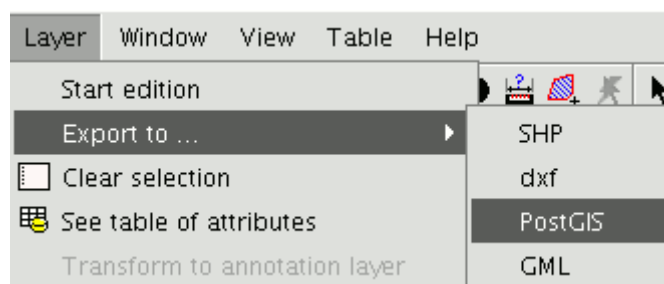 Layer Window View Table Help
Start edition
Export to ...
SHP
Clear selection
dxf
See table of attributes
PostGIS
Transform to annotation layer
GML